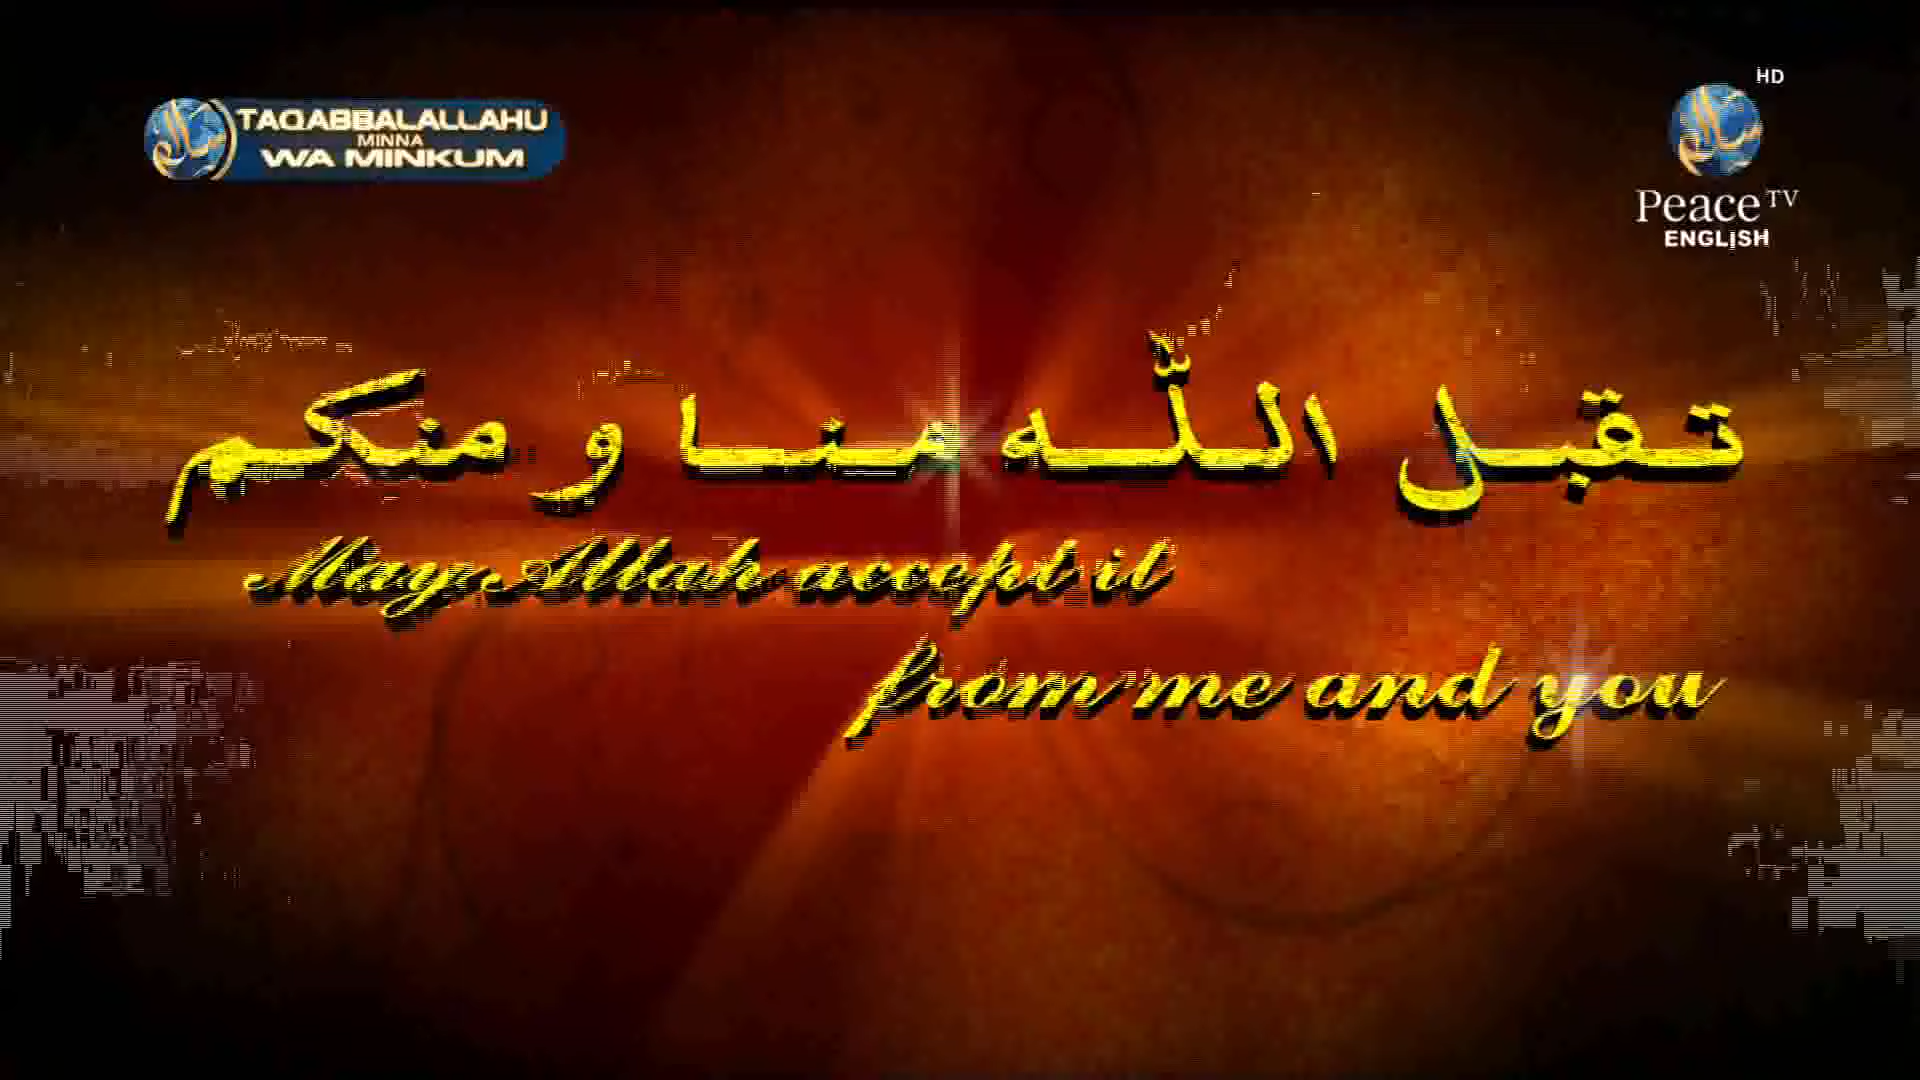 TAQABBALALLAHU
MINNA
WA MINKUM
HD
Peace TV
ENGLISH
تقبل اللّه منا و منكم
May Allah accept it
from me and you